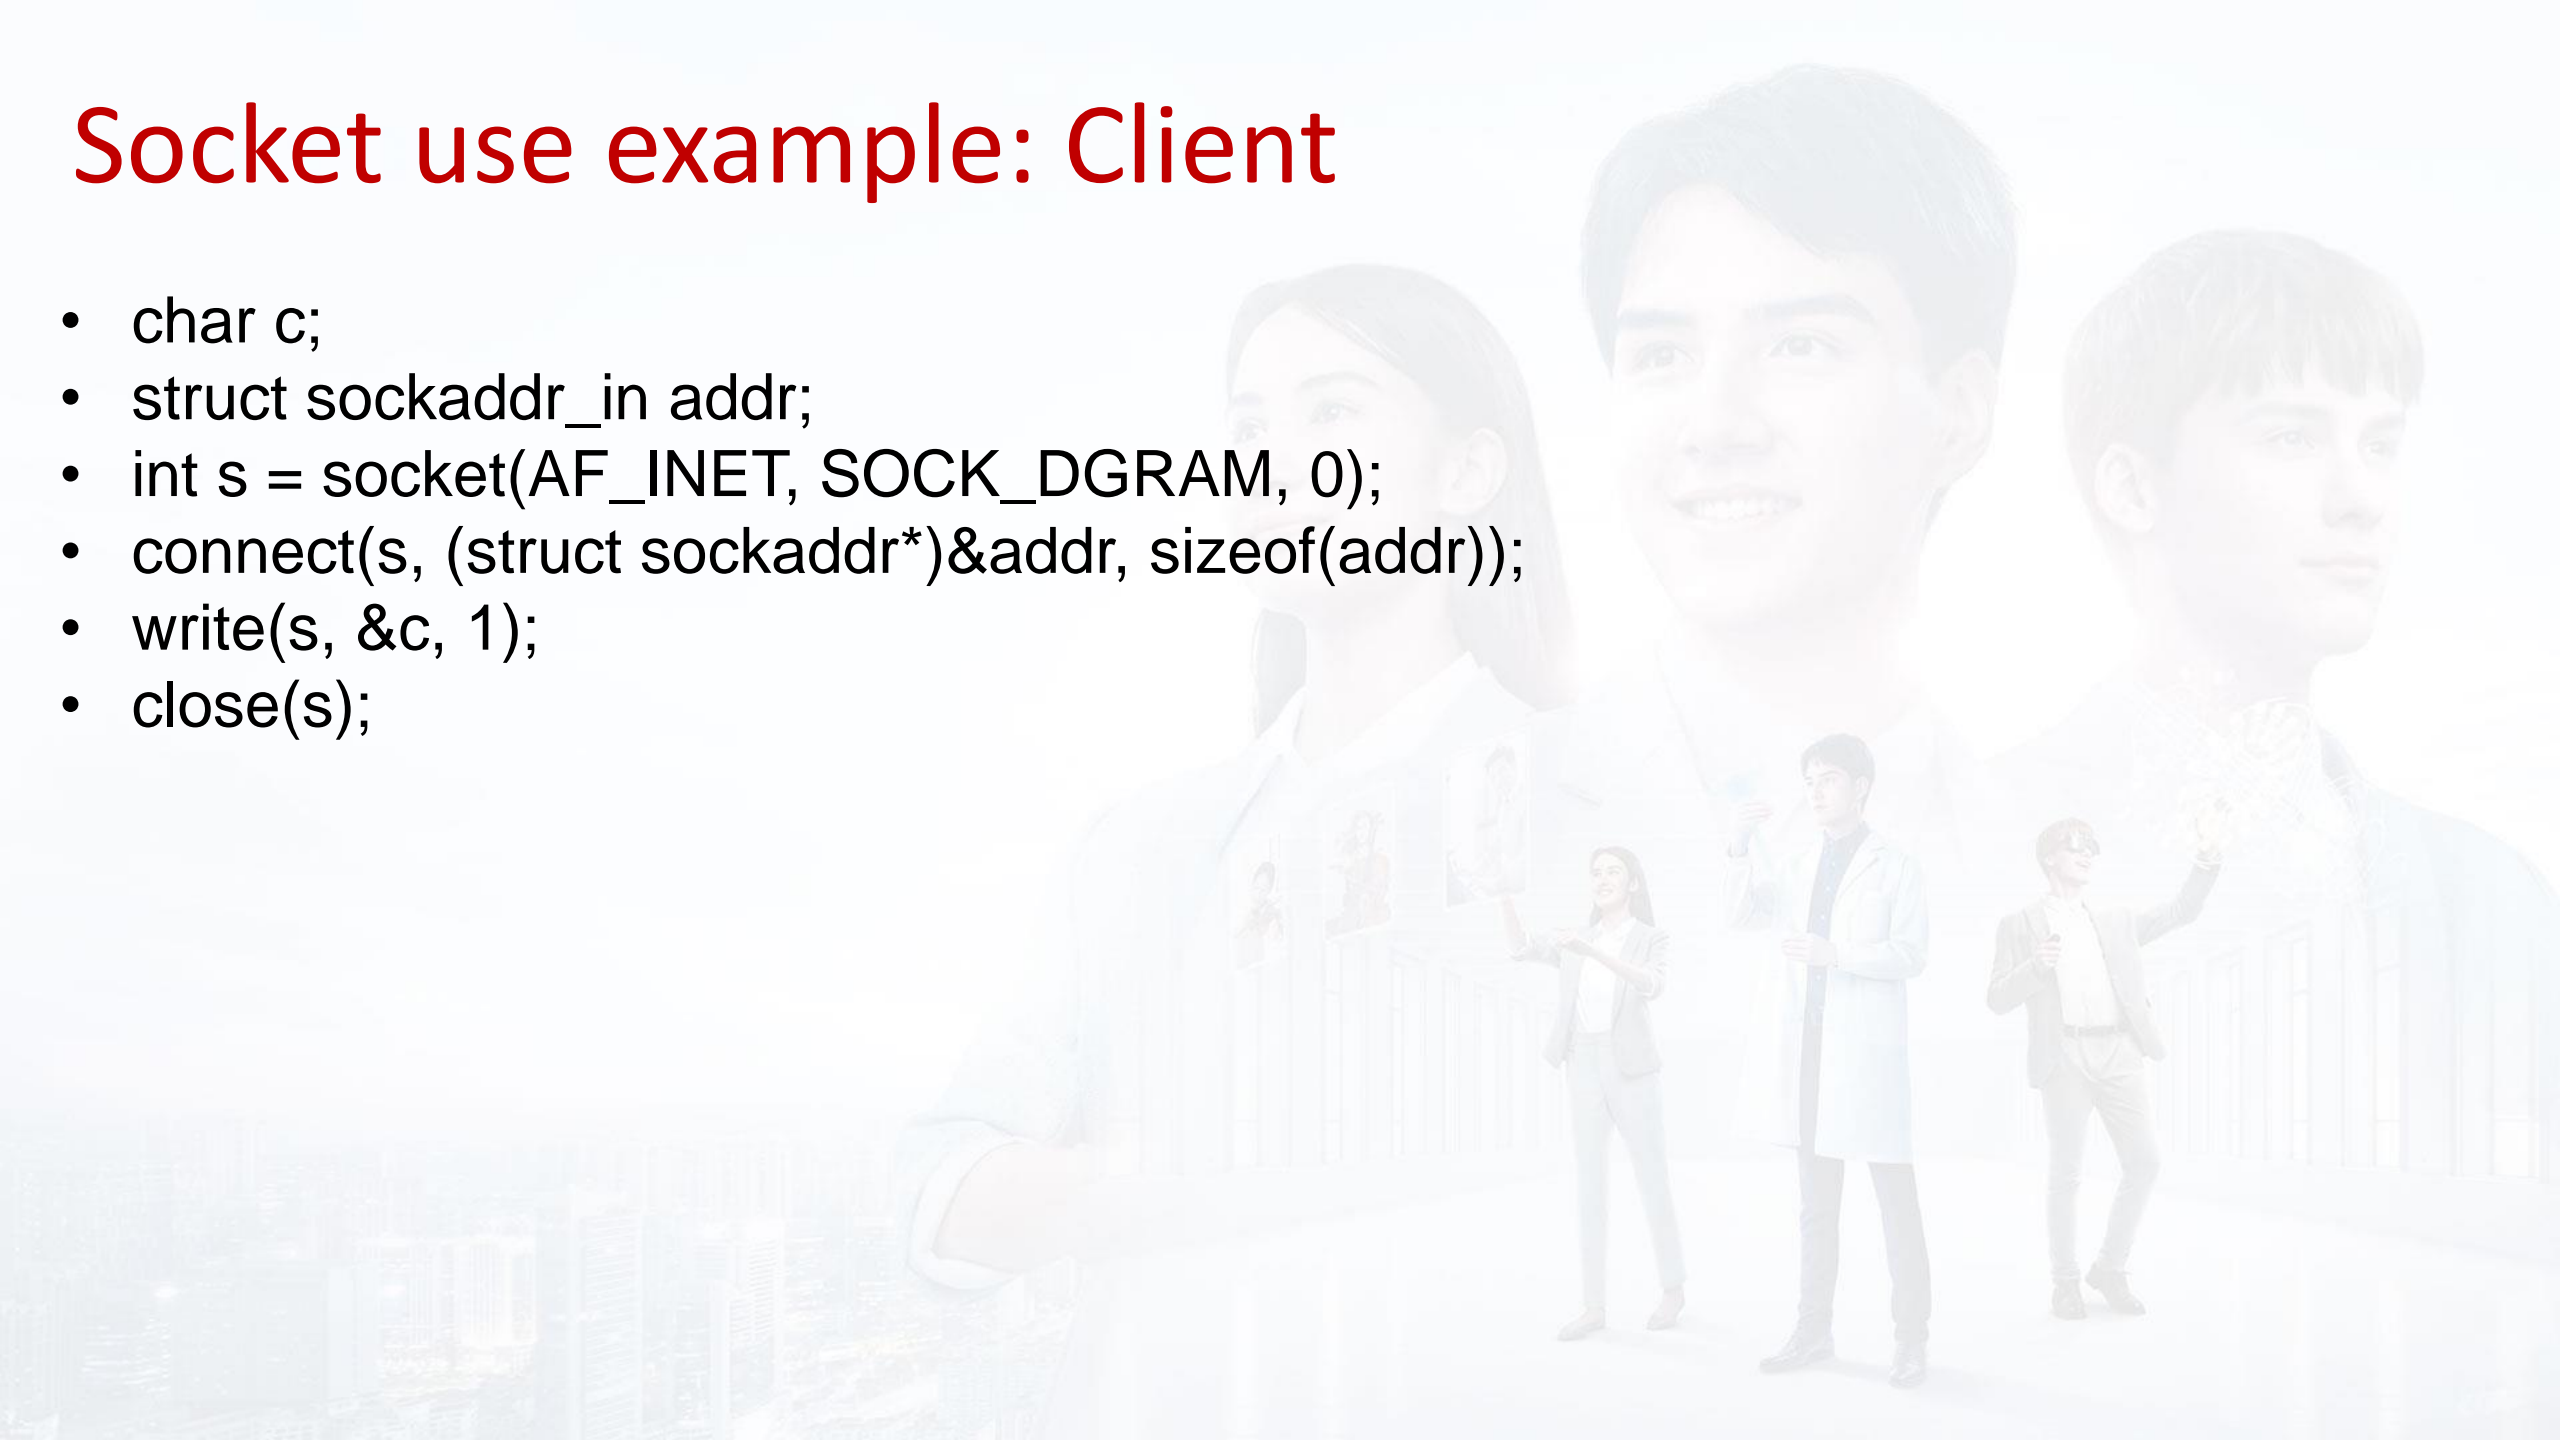 Socket use example: Client
• char c;
• struct sockaddr_in addr;
• int s = socket(AF_INET, SOCK_DGRAM, 0);
• connect(s, (struct sockaddr*)&addr, sizeof(addr));
• write(s, &c, 1);
• close(s);